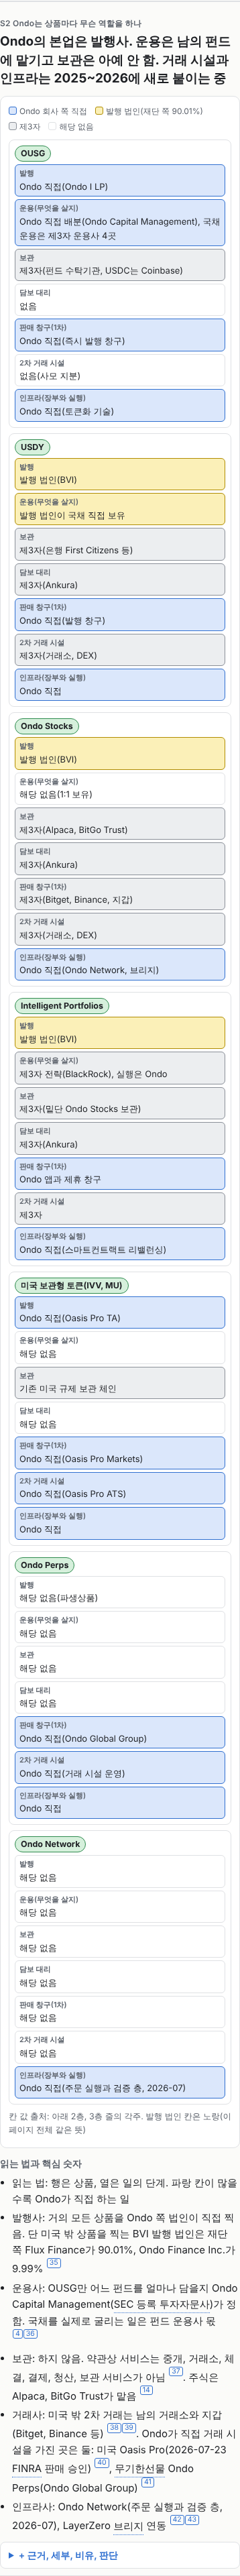 S2 Ondo는 상품마다 무슨 역할을 하나
Ondo의 본업은 발행사. 운용은 남의 펀드
에 맡기고 보관은 아예 안 함. 거래 시설과
인프라는 2025~2026에 새로 붙이는 중
Ondo 회사 쪽 직접 발행 법인(재단 쪽 90.01%)
제3자 해당 없음
OUSG
발행
Ondo 직접(Ondo I LP)
운용(무엇을 살지)
Ondo 직접 배분(Ondo Capital Management), 국채
운용은 제3자 운용사 4곳
보관
제3자(펀드 수탁기관, USDC는 Coinbase)
담보 대리
없음
판매 창구(1차)
Ondo 직접(즉시 발행 창구)
2차 거래 시설
없음(사모 지분)
인프라(장부와 실행)
Ondo 직접(토큰화 기술)
USDY
발행
발행 법인(BVI)
운용(무엇을 살지)
발행 법인이 국채 직접 보유
보관
제3자(은행 First Citizens 등)
담보 대리
제3자(Ankura)
판매 창구(1차)
Ondo 직접(발행 창구)
2차 거래 시설
제3자(거래소, DEX)
인프라(장부와 실행)
Ondo 직접
Ondo Stocks
발행
발행 법인(BVI)
운용(무엇을 살지)
해당 없음(1:1 보유)
보관
제3자(Alpaca, BitGo Trust)
담보 대리
제3자(Ankura)
판매 창구(1차)
제3자(Bitget, Binance, 지갑)
2차 거래 시설
제3자(거래소, DEX)
인프라(장부와 실행)
Ondo 직접(Ondo Network, 브리지)
Intelligent Portfolios
발행
발행 법인(BVI)
운용(무엇을 살지)
제3자 전략(BlackRock), 실행은 Ondo
보관
제3자(밑단 Ondo Stocks 보관)
담보 대리
제3자(Ankura)
판매 창구(1차)
Ondo 앱과 제휴 창구
2차 거래 시설
제3자
인프라(장부와 실행)
Ondo 직접(스마트컨트랙트 리밸런싱)
미국 보관형 토큰(IVV, MU)
발행
Ondo 직접(Oasis Pro TA)
운용(무엇을 살지)
해당 없음
보관
기존 미국 규제 보관 체인
담보 대리
해당 없음
판매 창구(1차)
Ondo 직접(Oasis Pro Markets)
2차 거래 시설
Ondo 직접(Oasis Pro ATS)
인프라(장부와 실행)
Ondo 직접
Ondo Perps
발행
해당 없음(파생상품)
운용(무엇을 살지)
해당 없음
보관
해당 없음
담보 대리
해당 없음
판매 창구(1차)
Ondo 직접(Ondo Global Group)
2차 거래 시설
Ondo 직접(거래 시설 운영)
인프라(장부와 실행)
Ondo 직접
Ondo Network
발행
해당 없음
운용(무엇을 살지)
해당 없음
보관
해당 없음
담보 대리
해당 없음
판매 창구(1차)
해당 없음
2차 거래 시설
해당 없음
인프라(장부와 실행)
Ondo 직접(주문 실행과 검증 층, 2026-07)
칸 값 출처: 아래 2층, 3층 줄의 각주. 발행 법인 칸은 노랑(이
페이지 전체 같은 뜻)
읽는 법과 핵심 숫자
• 읽는 법: 행은 상품, 열은 일의 단계. 파랑 칸이 많을
수록 Ondo가 직접 하는 일
• 발행사: 거의 모든 상품을 Ondo 쪽 법인이 직접 찍
음. 단 미국 밖 상품을 찍는 BVI 발행 법인은 재단
쪽 Flux Finance가 90.01%, Ondo Finance Inc.가
9.99% 35
• 운용사: OUSG만 어느 펀드를 얼마나 담을지 Ondo
Capital Management(SEC 등록 투자자문사)가 정
함. 국채를 실제로 굴리는 일은 펀드 운용사 몫
4 36
• 보관: 하지 않음. 약관상 서비스는 중개, 거래소, 체
결, 결제, 청산, 보관 서비스가 아님 37. 주식은
Alpaca, BitGo Trust가 맡음 14
• 거래사: 미국 밖 2차 거래는 남의 거래소와 지갑
(Bitget, Binance 등) 38 39. Ondo가 직접 거래 시
설을 가진 곳은 둘: 미국 Oasis Pro(2026-07-23
FINRA 판매 승인) 40, 무기한선물 Ondo
Perps(Ondo Global Group) 41
• 인프라사: Ondo Network(주문 실행과 검증 층,
2026-07), LayerZero 브리지 연동 42 43
▶ + 근거, 세부, 비유, 판단